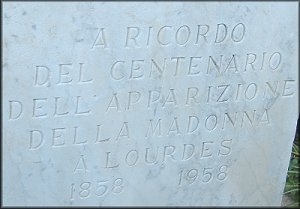 A RICORDO
DEL CENTENARIO
DELL'APPARIZIONE
DELLA MADONNA
A LOURDES
1858 1958